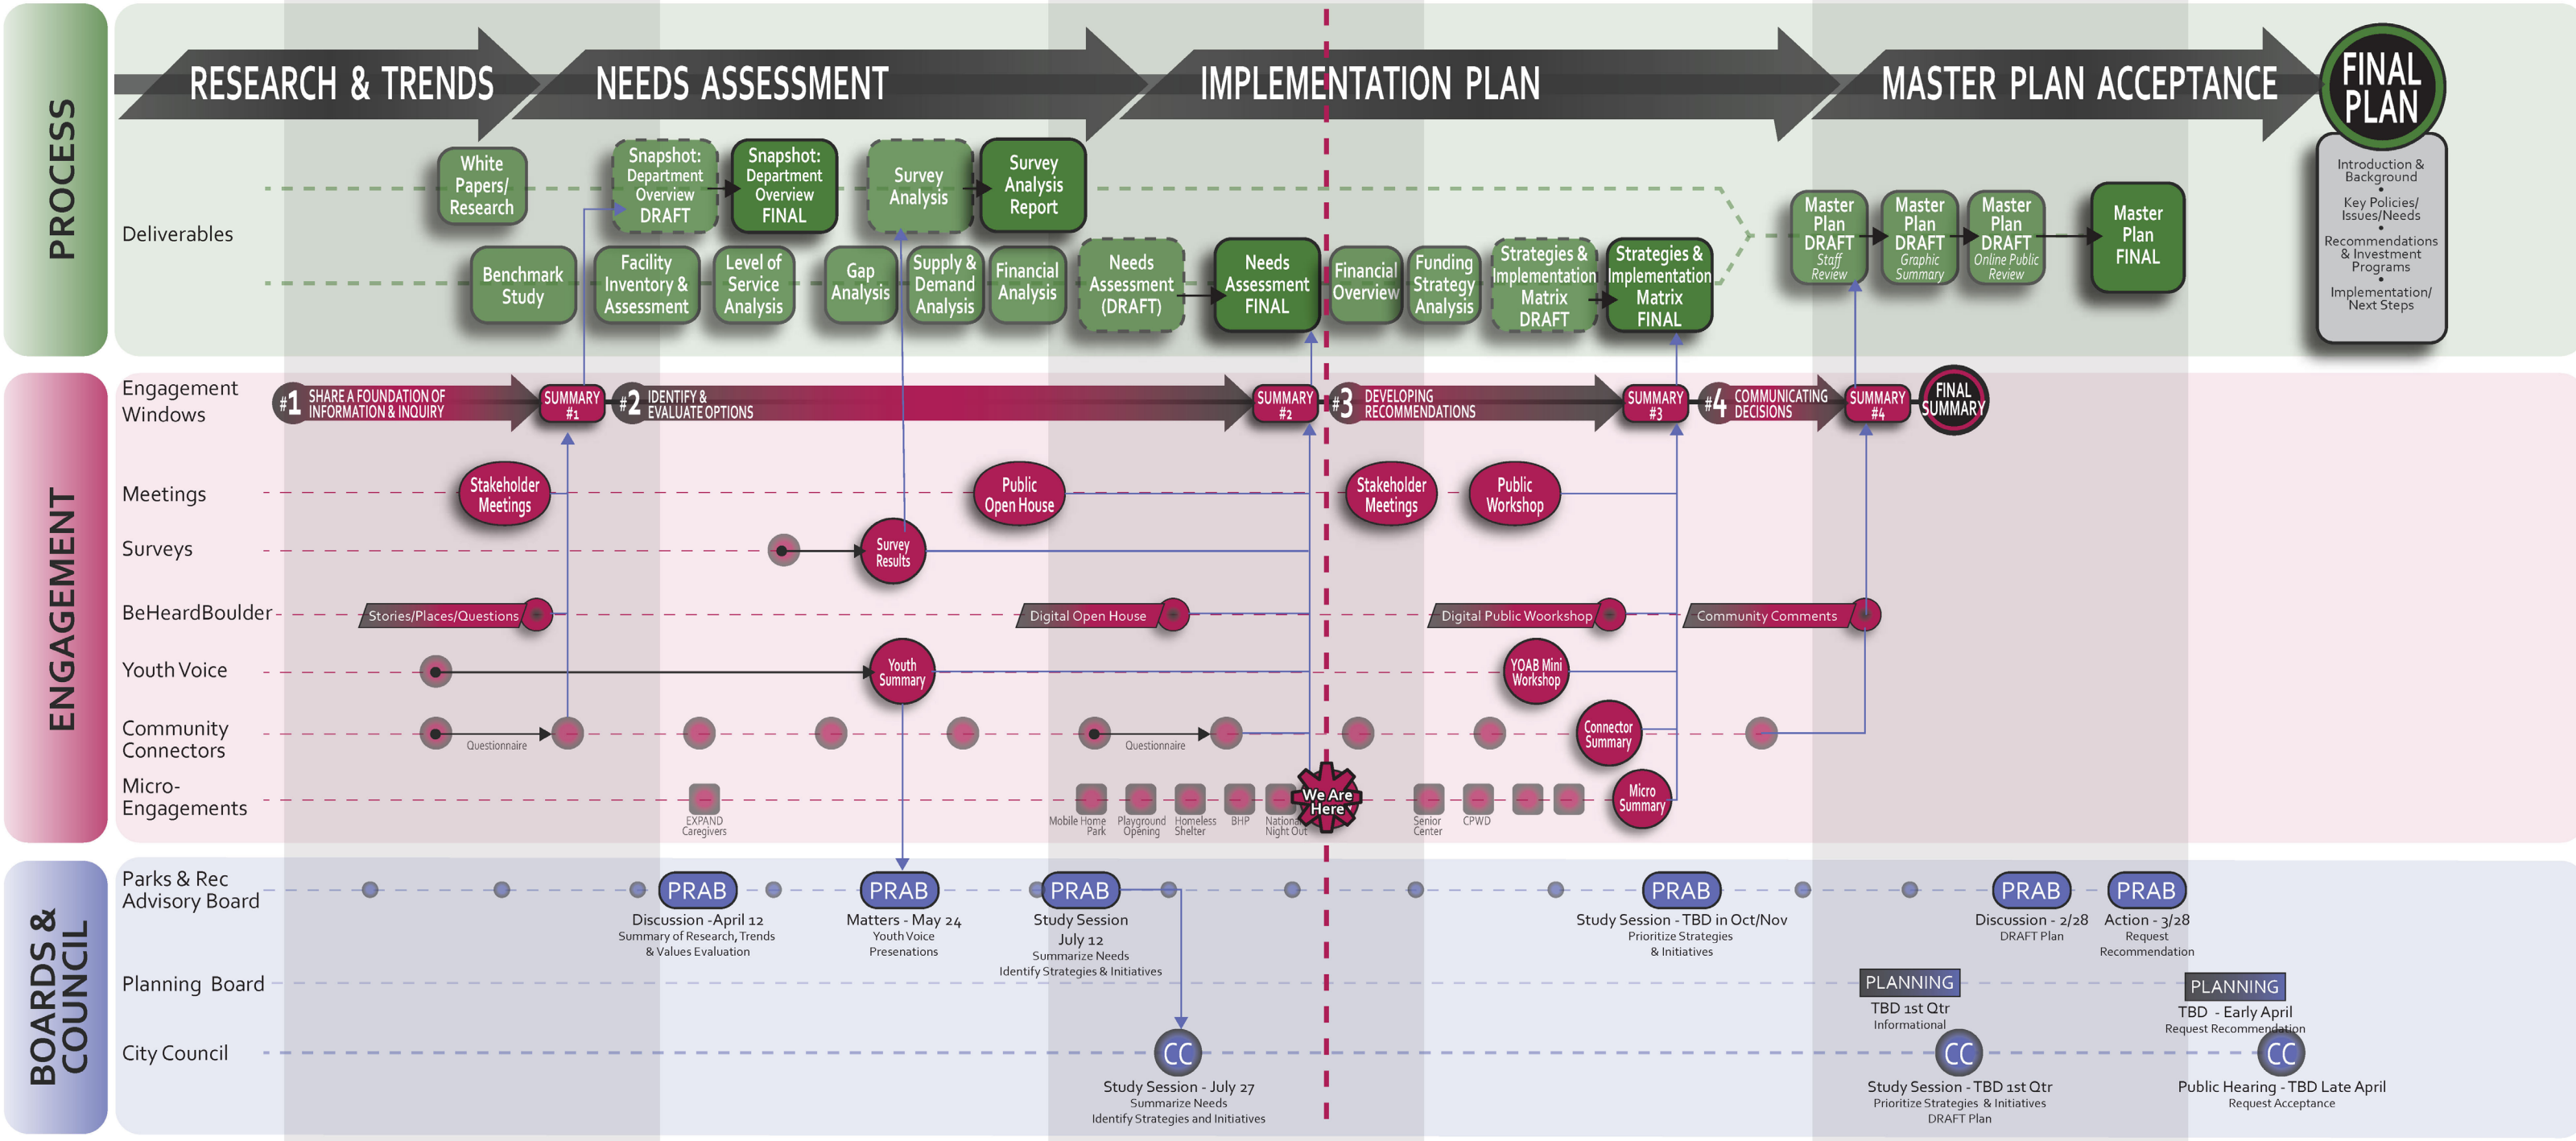 PROCESS
RESEARCH & TRENDS
NEEDS ASSESSMENT
IMPLEMENTATION PLAN
MASTER PLAN ACCEPTANCE
FINAL
PLAN
Deliverables
White
Papers/
Research
Snapshot:
Department
Overview
DRAFT
Snapshot:
Department
Overview
FINAL
Survey
Analysis
Survey
Analysis
Report
Benchmark
Study
Facility
Inventory &
Assessment
Level of
Service
Analysis
Gap
Analysis
Supply &
Demand
Analysis
Financial
Analysis
Needs
Assessment
(DRAFT)
Needs
Assessment
FINAL
Financial
Overview
Funding
Strategy
Analysis
Strategies &
Implementation
Matrix
DRAFT
Strategies &
Implementation
Matrix
FINAL
Master
Plan
DRAFT
Staff
Review
Master
Plan
DRAFT
Graphic
Summary
Master
Plan
DRAFT
Online Public
Review
Master
Plan
FINAL
Introduction &
Background
•
Key Policies/
Issues/Needs
•
Recommendations
& Investment
Programs
•
Implementation/
Next Steps
ENGAGEMENT
Engagement
Windows
#1 SHARE A FOUNDATION OF
INFORMATION & INQUIRY
SUMMARY
#1
#2 IDENTIFY &
EVALUATE OPTIONS
SUMMARY
#2
#3 DEVELOPING
RECOMMENDATIONS
SUMMARY
#3
#4 COMMUNICATING
DECISIONS
SUMMARY
#4
FINAL
SUMMARY
Meetings
Stakeholder
Meetings
Public
Open House
Stakeholder
Meetings
Public
Workshop
Surveys
Survey
Results
BeHeardBoulder
Stories/Places/Questions
Digital Open House
Digital Public Woorkshop
Community Comments
Youth Voice
Youth
Summary
YOAB Mini
Workshop
Community
Connectors
Questionnaire
Questionnaire
Connector
Summary
Micro-
Engagements
EXPAND
Caregivers
Mobile Home
Park
Playground
Opening
Homeless
Shelter
BHP
National
Night Out
We Are
Here
Senior
Center
CPWD
Micro
Summary
BOARDS &
COUNCIL
Parks & Rec
Advisory Board
PRAB
Discussion -April 12
Summary of Research, Trends
& Values Evaluation
PRAB
Matters - May 24
Youth Voice
Presenations
PRAB
Study Session
July 12
Summarize Needs
Identify Strategies & Initiatives
PRAB
Study Session - TBD in Oct/Nov
Prioritize Strategies
& Initiatives
PRAB
Discussion - 2/28
DRAFT Plan
PRAB
Action - 3/28
Request
Recommendation
Planning Board
PLANNING
TBD 1st Qtr
Informational
PLANNING
TBD - Early April
Request Recommendation
City Council
CC
Study Session - July 27
Summarize Needs
Identify Strategies and Initiatives
CC
Study Session - TBD 1st Qtr
Prioritize Strategies & Initiatives
DRAFT Plan
CC
Public Hearing - TBD Late April
Request Acceptance